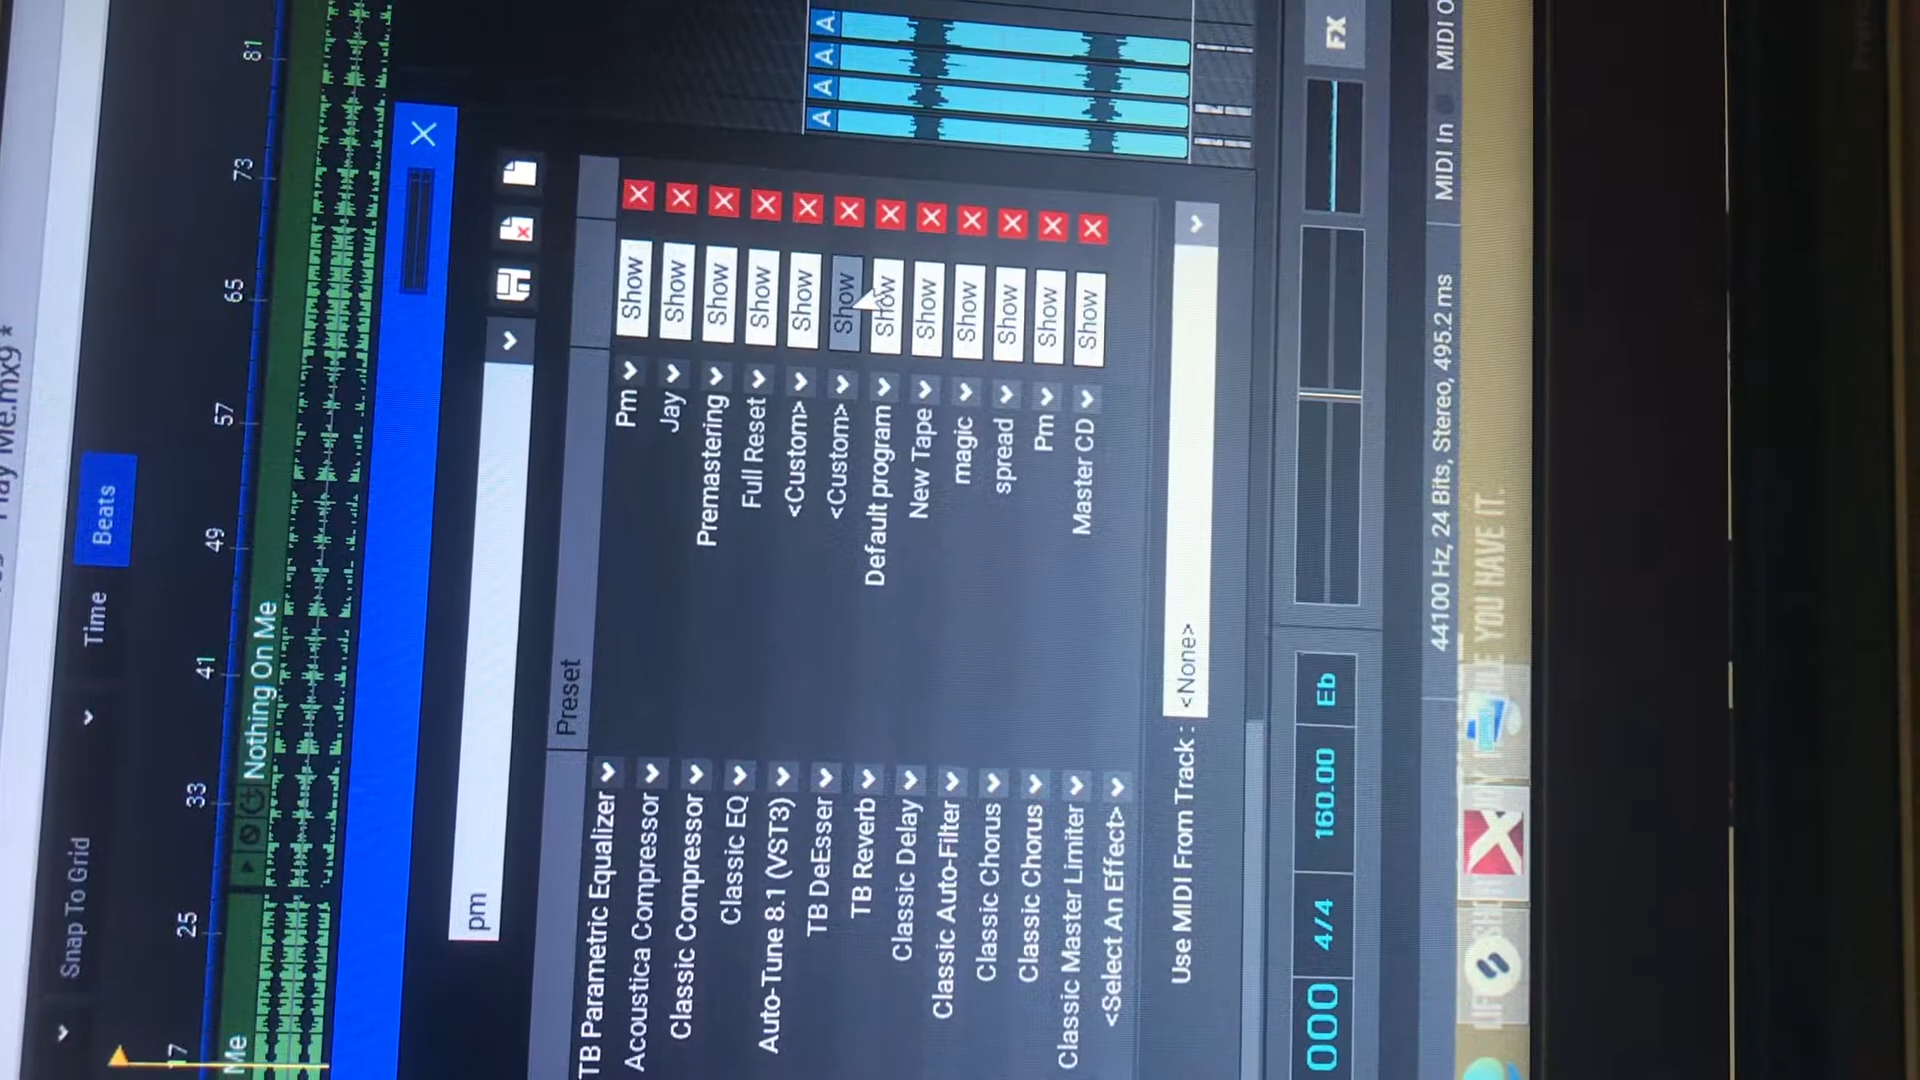 Play Me.mx9 *
Snap To Grid
Time
Beats
17 25 33 41 49 57 65 73 81
Me
Nothing On Me
pm
Preset
TB Parametric Equalizer Pm Show
Acoustica Compressor Jay Show
Classic Compressor Premastering Show
Classic EQ Full Reset Show
Auto-Tune 8.1 (VST3) <Custom> Show
TB DeEsser <Custom> Show
TB Reverb Default program Show
Classic Delay New Tape Show
Classic Auto-Filter magic Show
Classic Chorus spread Show
Classic Chorus Pm Show
Classic Master Limiter Master CD Show
<Select An Effect>
Use MIDI From Track : <None>
A A A. A.
000 4/4 160.00 Eb
FX
44100 Hz, 24 Bits, Stereo, 495.2 ms
MIDI In
MIDI O
YOU HAVE IT.